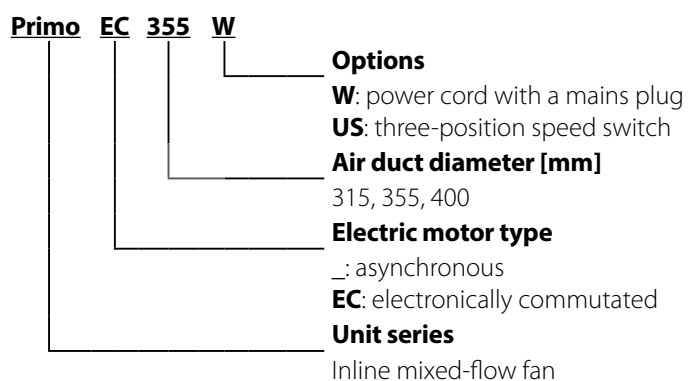 Primo EC 355 W
Options
W: power cord with a mains plug
US: three-position speed switch
Air duct diameter [mm]
315, 355, 400
Electric motor type
_: asynchronous
EC: electronically commutated
Unit series
Inline mixed-flow fan